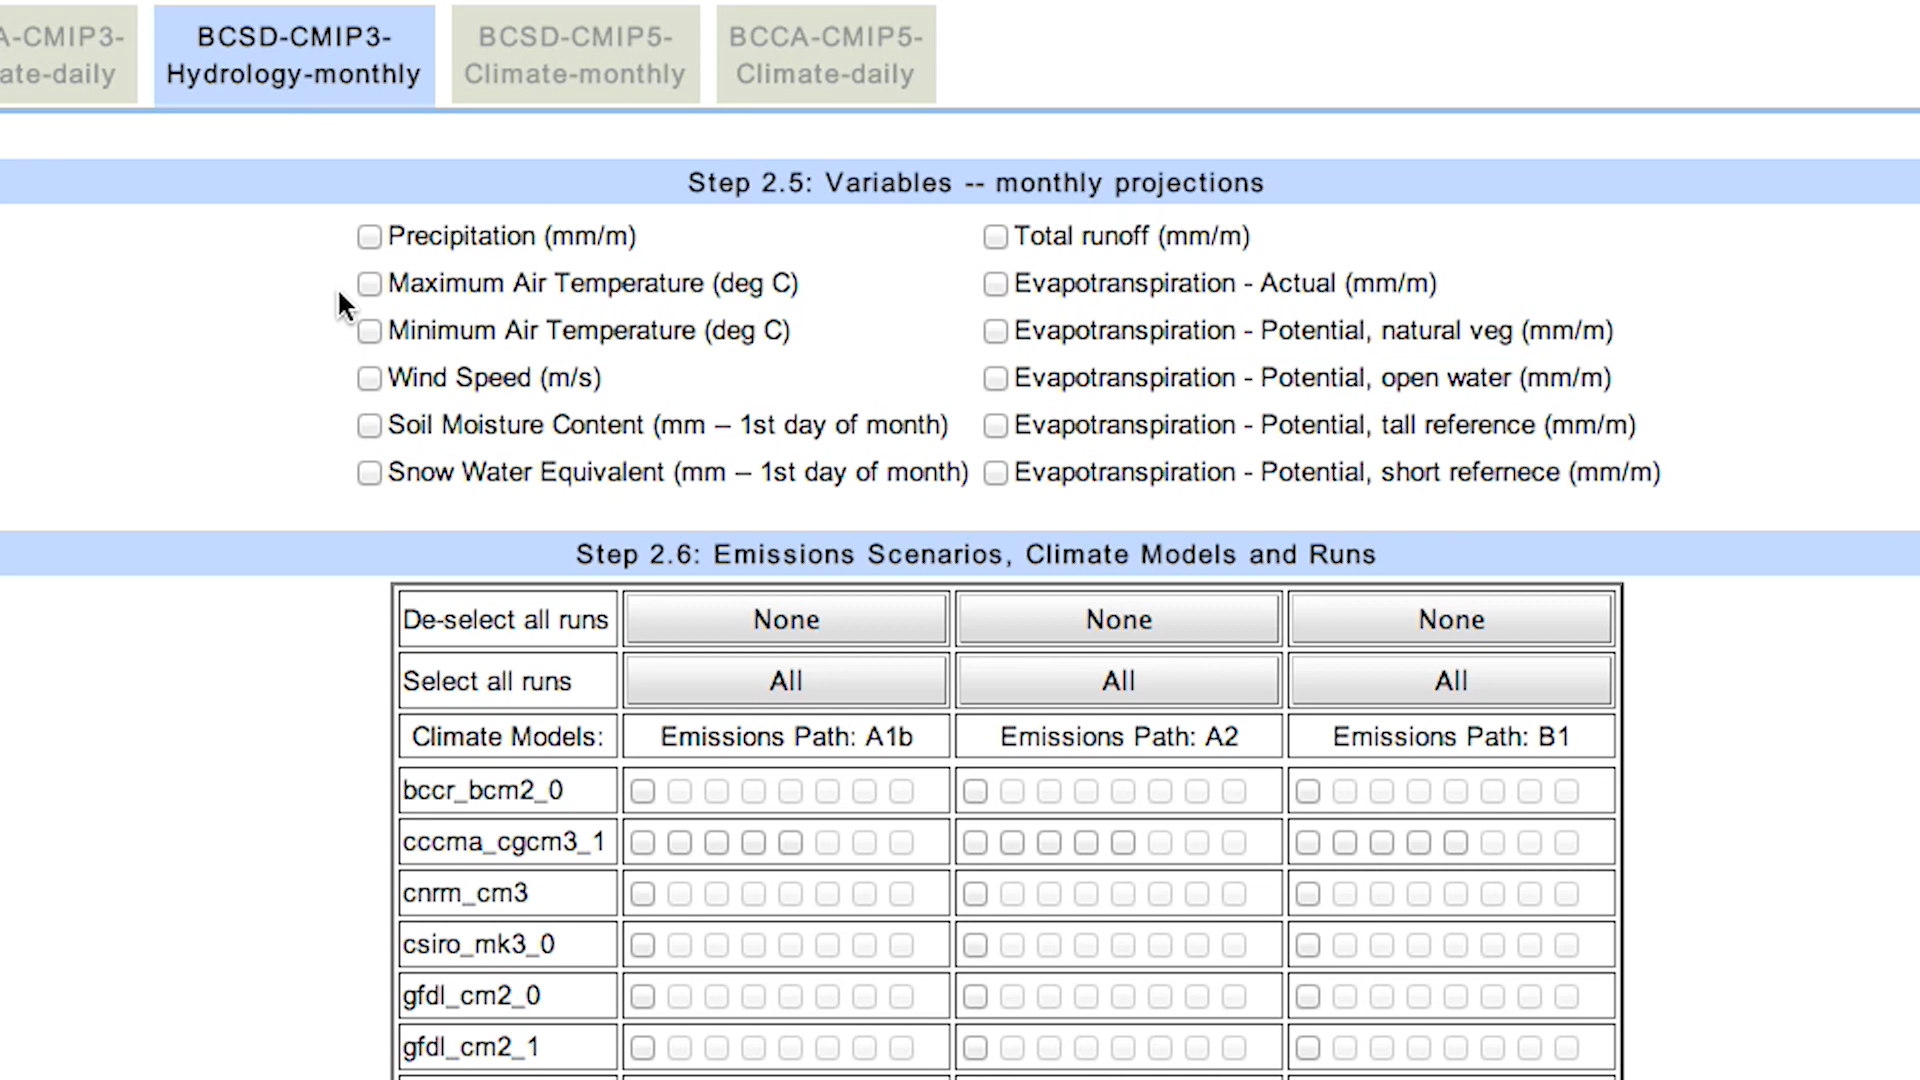 A-CMIP3-
ate-daily
BCSD-CMIP3-
Hydrology-monthly
BCSD-CMIP5-
Climate-monthly
BCCA-CMIP5-
Climate-daily
Step 2.5: Variables -- monthly projections
Precipitation (mm/m)
Maximum Air Temperature (deg C)
Minimum Air Temperature (deg C)
Wind Speed (m/s)
Soil Moisture Content (mm – 1st day of month)
Snow Water Equivalent (mm – 1st day of month)
Total runoff (mm/m)
Evapotranspiration - Actual (mm/m)
Evapotranspiration - Potential, natural veg (mm/m)
Evapotranspiration - Potential, open water (mm/m)
Evapotranspiration - Potential, tall reference (mm/m)
Evapotranspiration - Potential, short refernece (mm/m)
Step 2.6: Emissions Scenarios, Climate Models and Runs
De-select all runs None None None
Select all runs All All All
Climate Models: Emissions Path: A1b Emissions Path: A2 Emissions Path: B1
bccr_bcm2_0
cccma_cgcm3_1
cnrm_cm3
csiro_mk3_0
gfdl_cm2_0
gfdl_cm2_1